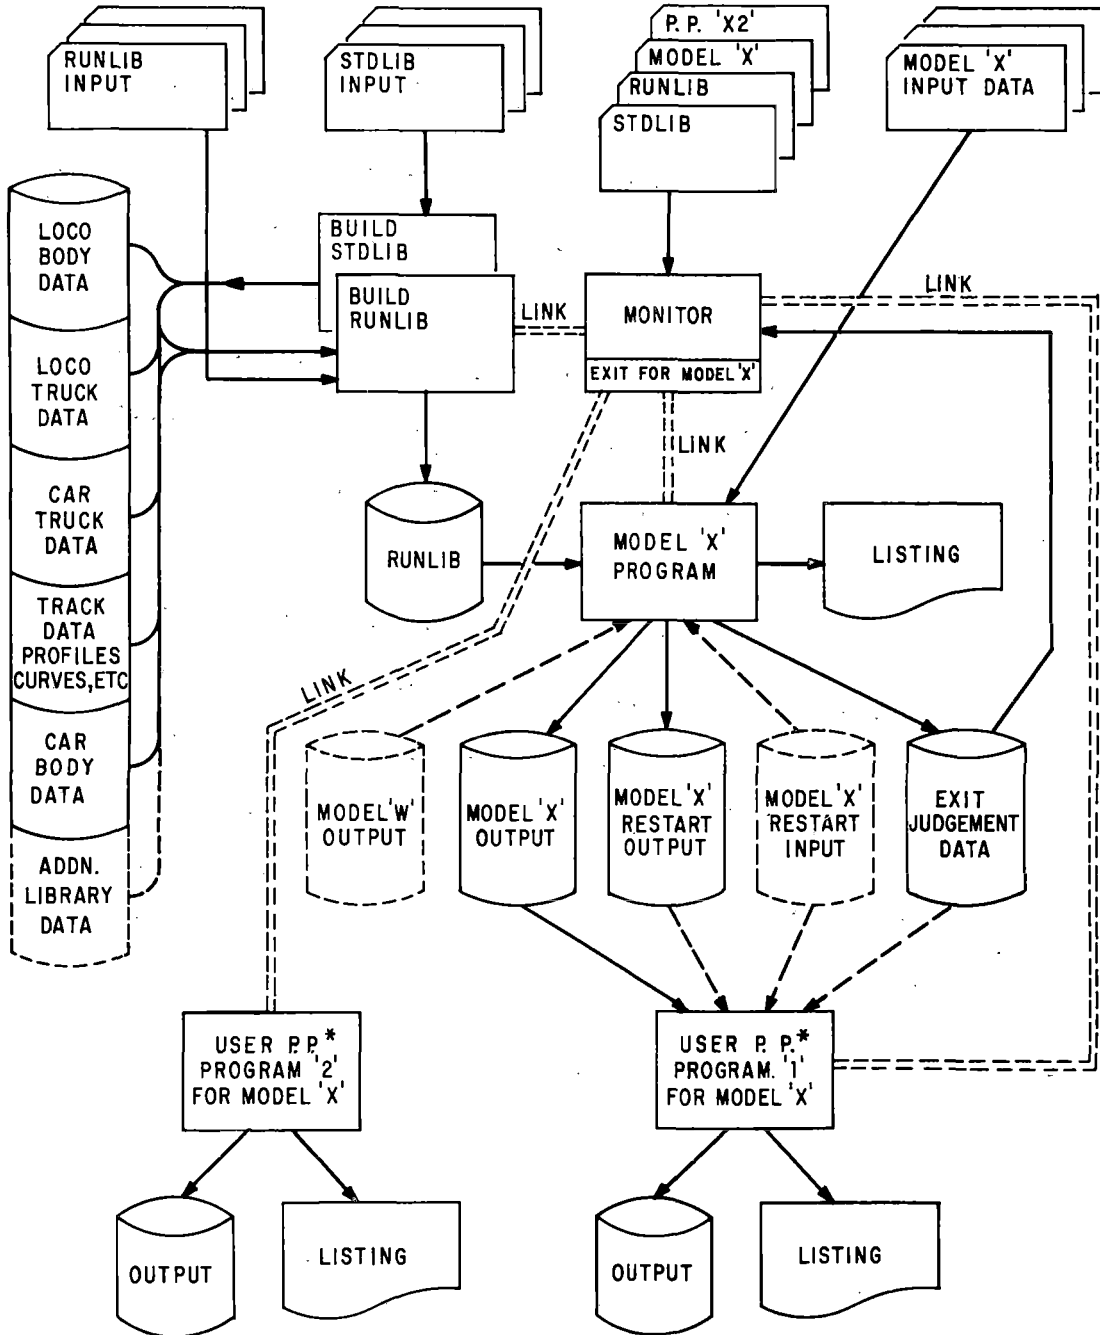 RUNLIB
INPUT
STDLIB
INPUT
P.P. 'X2'
MODEL 'X'
RUNLIB
STDLIB
MODEL 'X'
INPUT DATA
LOCO
BODY
DATA
LOCO
TRUCK
DATA
CAR
TRUCK
DATA
TRACK
DATA
PROFILES
CURVES, ETC
CAR
BODY
DATA
ADDN.
LIBRARY
DATA
BUILD
STDLIB
BUILD
RUNLIB
LINK
MONITOR
EXIT FOR MODEL 'X'
LINK
LINK
RUNLIB
MODEL 'X'
PROGRAM
LISTING
LINK
MODEL 'W'
OUTPUT
MODEL 'X'
OUTPUT
MODEL 'X'
RESTART
OUTPUT
MODEL 'X'
RESTART
INPUT
EXIT
JUDGEMENT
DATA
USER P.P.*
PROGRAM '2'
FOR MODEL 'X'
USER P. P.*
PROGRAM. '1'
FOR MODEL 'X'
OUTPUT
LISTING
OUTPUT
LISTING